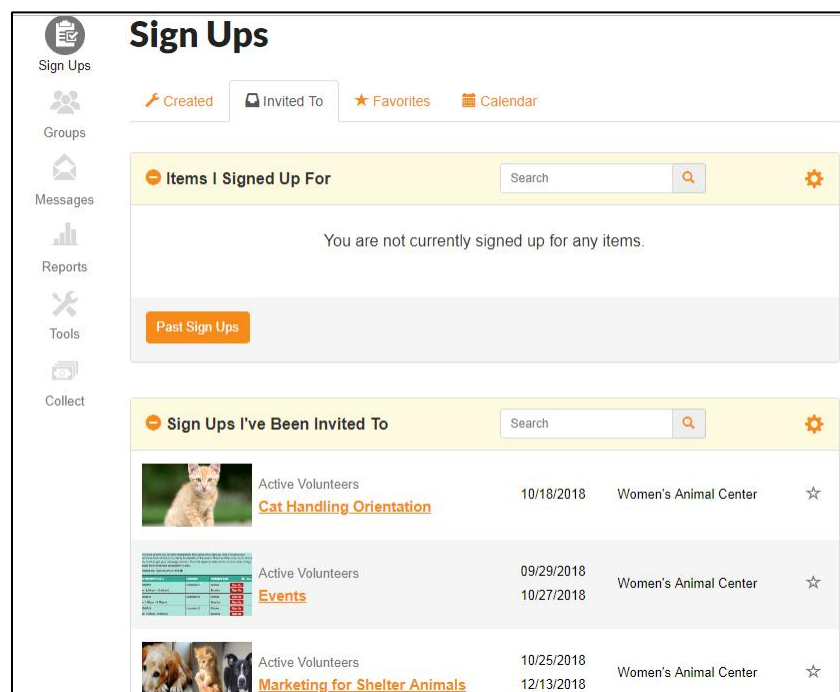 Sign Ups
Sign Ups
Groups
Messages
Reports
Tools
Collect
Created Invited To Favorites Calendar
Items I Signed Up For Search
You are not currently signed up for any items.
Past Sign Ups
Sign Ups I've Been Invited To Search
Active Volunteers
Cat Handling Orientation 10/18/2018 Women's Animal Center
Active Volunteers
Events 09/29/2018 10/27/2018 Women's Animal Center
Active Volunteers
Marketing for Shelter Animals 10/25/2018 12/13/2018 Women's Animal Center